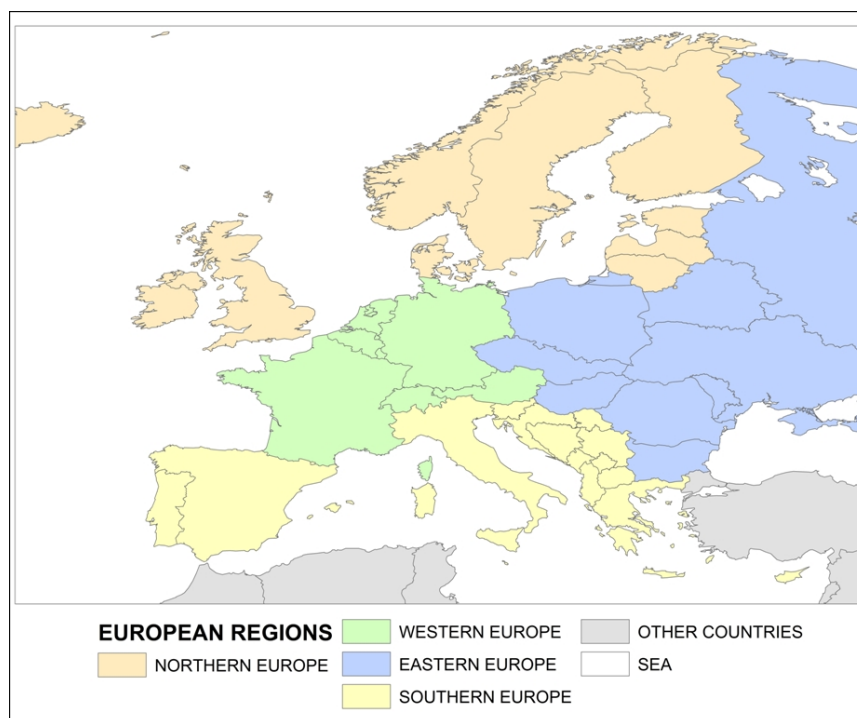 EUROPEAN REGIONS
NORTHERN EUROPE
WESTERN EUROPE
EASTERN EUROPE
SOUTHERN EUROPE
OTHER COUNTRIES
SEA